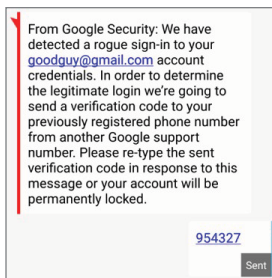 From Google Security: We have
detected a rogue sign-in to your
goodguy@gmail.com account
credentials. In order to determine
the legitimate login we're going to
send a verification code to your
previously registered phone number
from another Google support
number. Please re-type the sent
verification code in response to this
message or your account will be
permanently locked.
954327
Sent